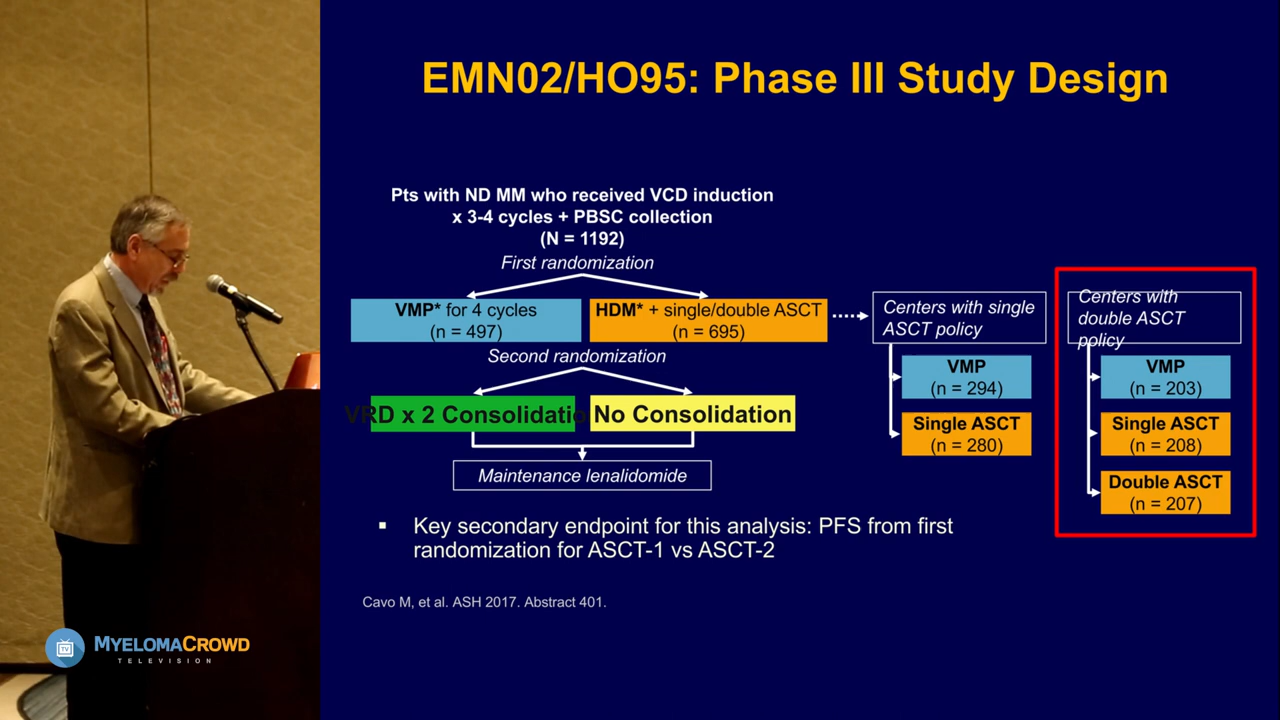 EMN02/HO95: Phase III Study Design
Pts with ND MM who received VCD induction
x 3-4 cycles + PBSC collection
(N = 1192)
First randomization
VMP* for 4 cycles
(n = 497)
HDM* + single/double ASCT
(n = 695)
Second randomization
VRD x 2 Consolidatio
No Consolidation
Maintenance lenalidomide
Centers with single
ASCT policy
VMP
(n = 294)
Single ASCT
(n = 280)
Centers with
double ASCT
policy
VMP
(n = 203)
Single ASCT
(n = 208)
Double ASCT
(n = 207)
▪ Key secondary endpoint for this analysis: PFS from first
randomization for ASCT-1 vs ASCT-2
Cavo M, et al. ASH 2017. Abstract 401.
TV
MYELOMACROWD
TELEVISION